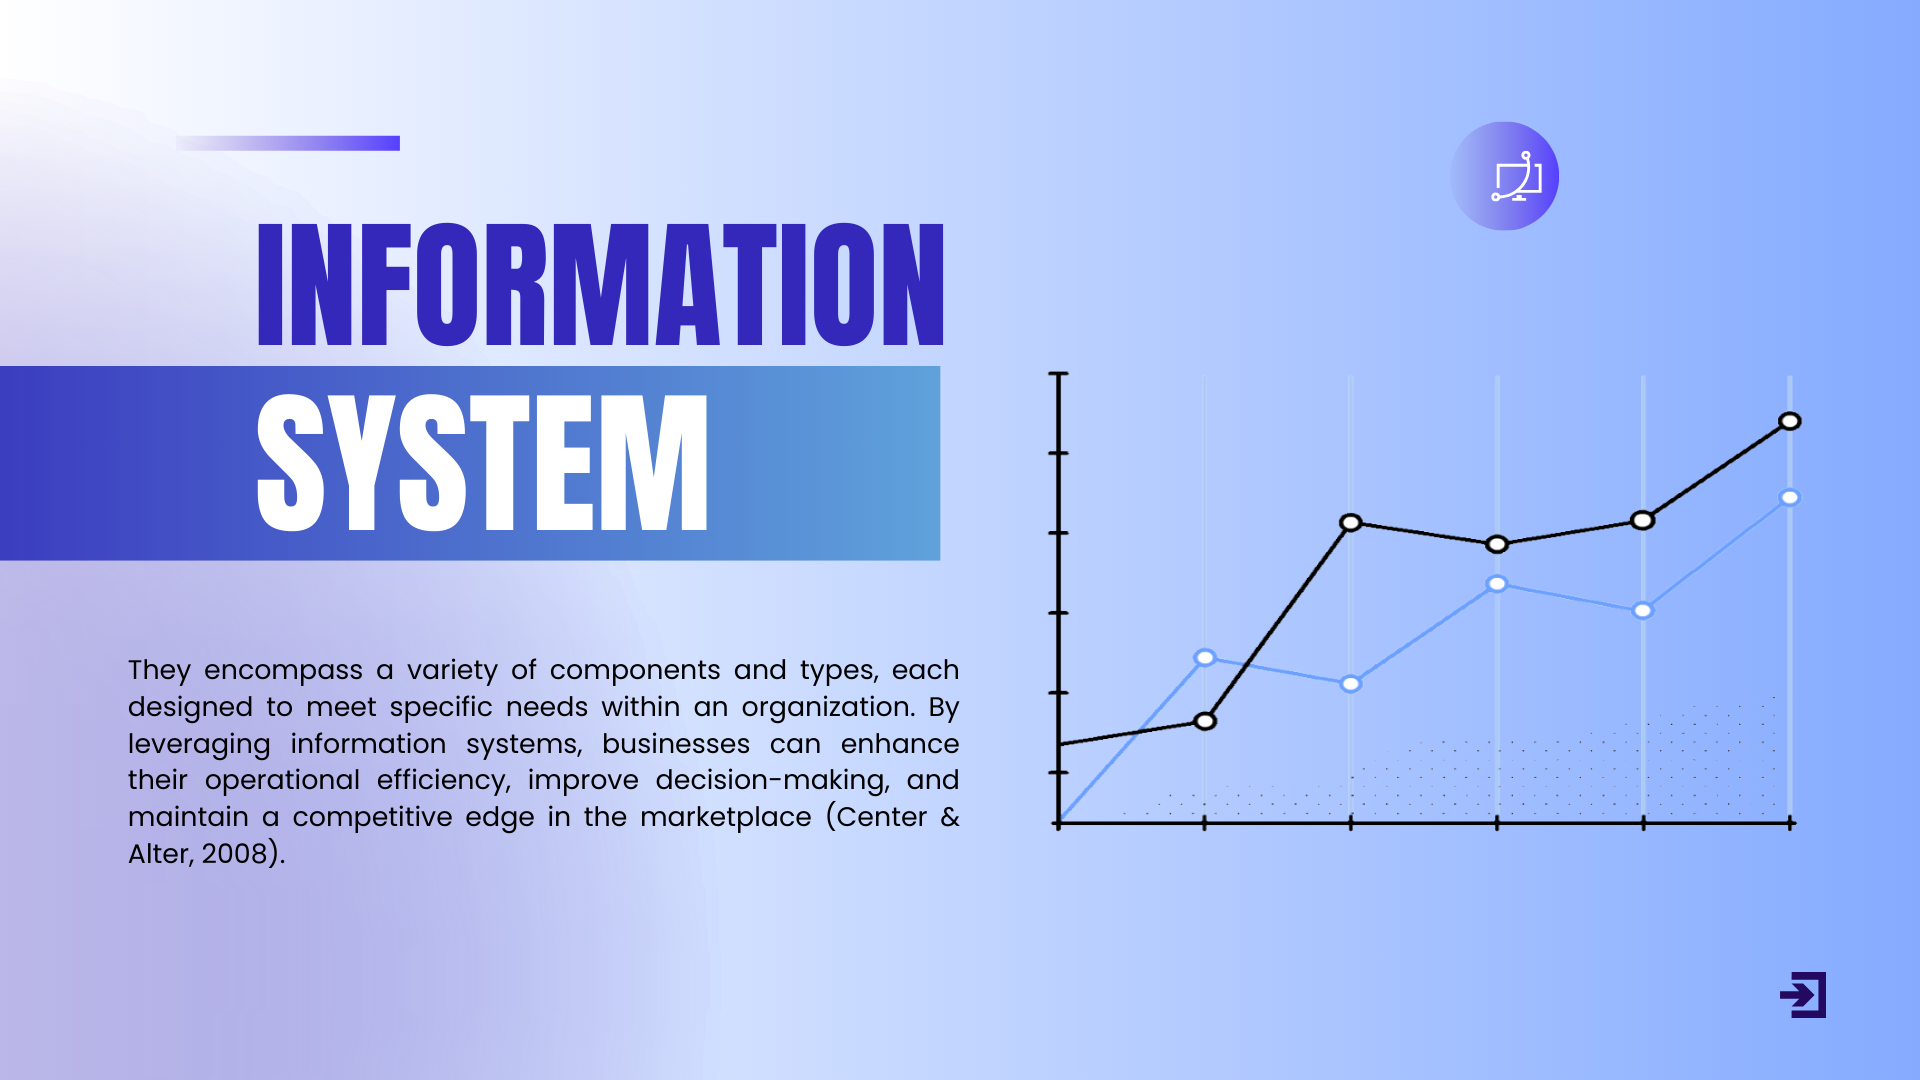 INFORMATION
SYSTEM
They encompass a variety of components and types, each
designed to meet specific needs within an organization. By
leveraging information systems, businesses can enhance
their operational efficiency, improve decision-making, and
maintain a competitive edge in the marketplace (Center &
Alter, 2008).